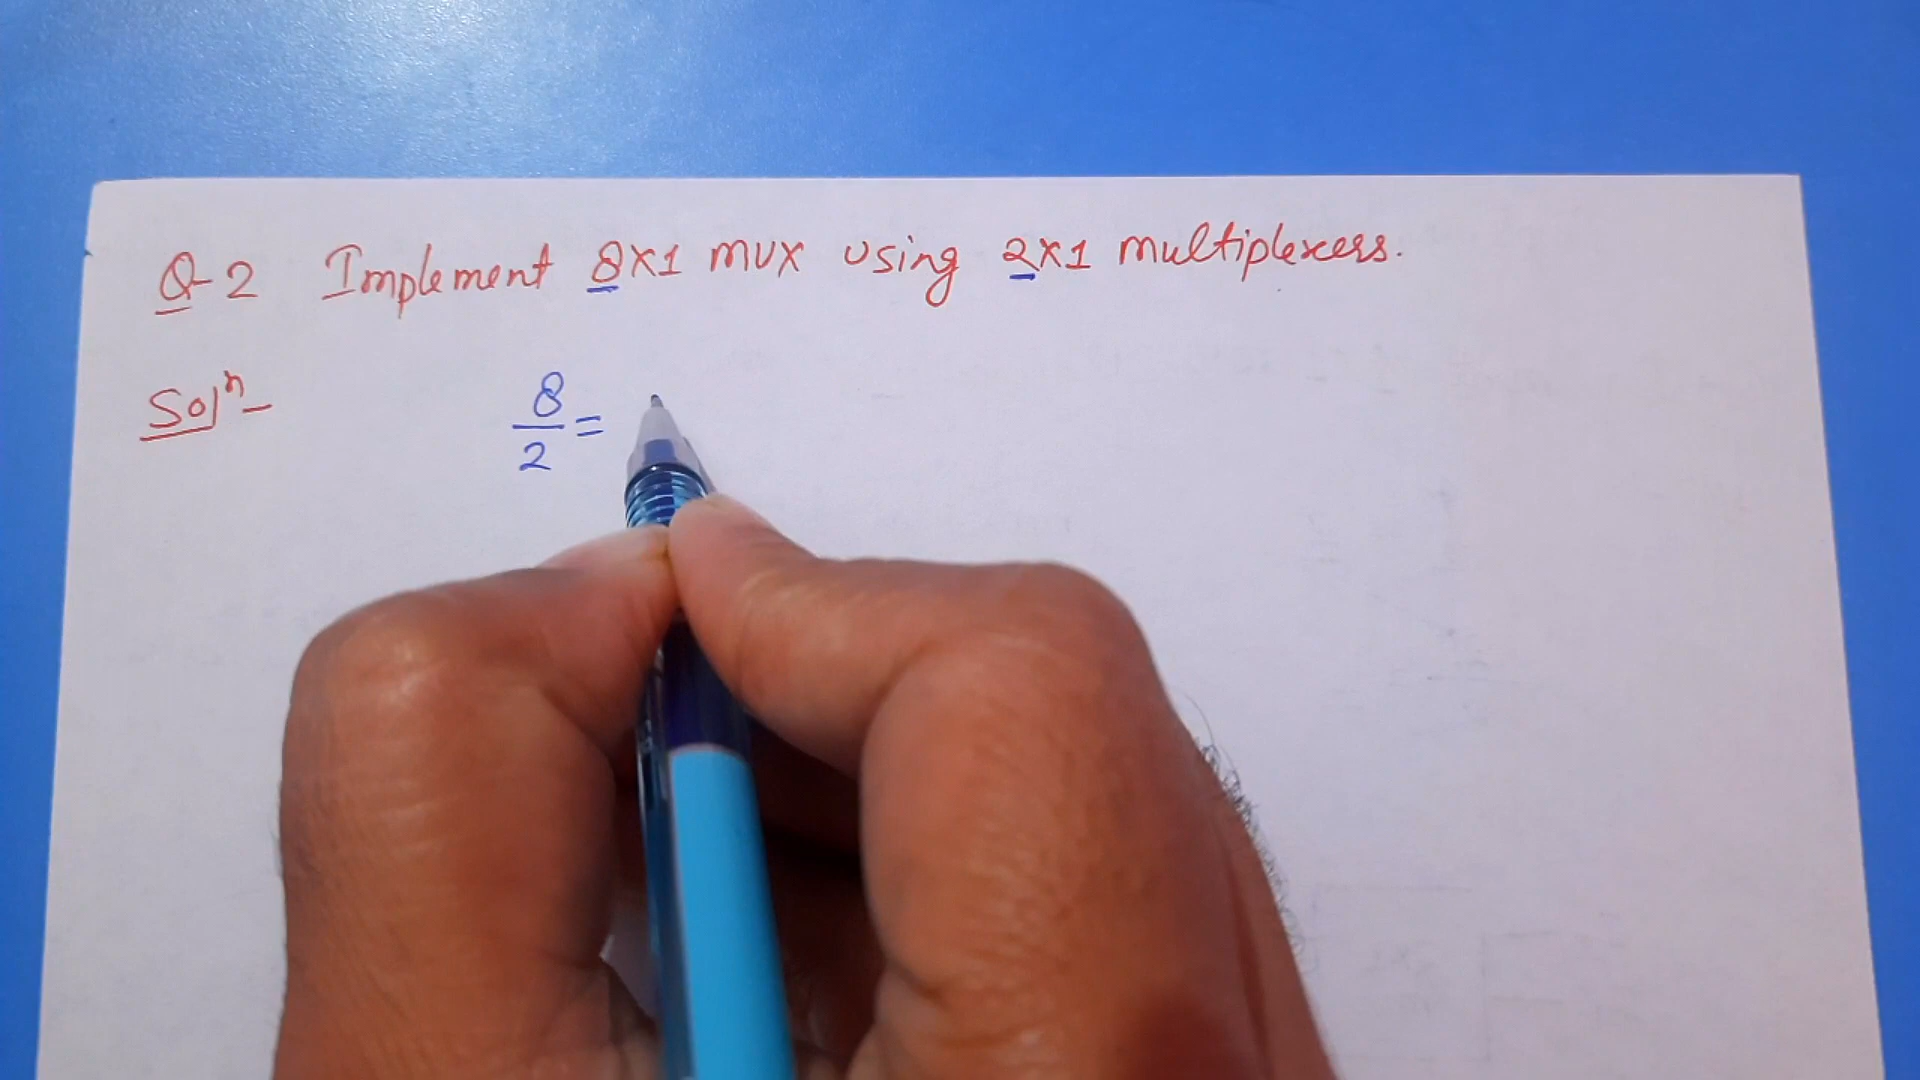 Q-2 Implement 8x1 MUX using 2x1 multiplexers.
Solⁿ-
8/2 =